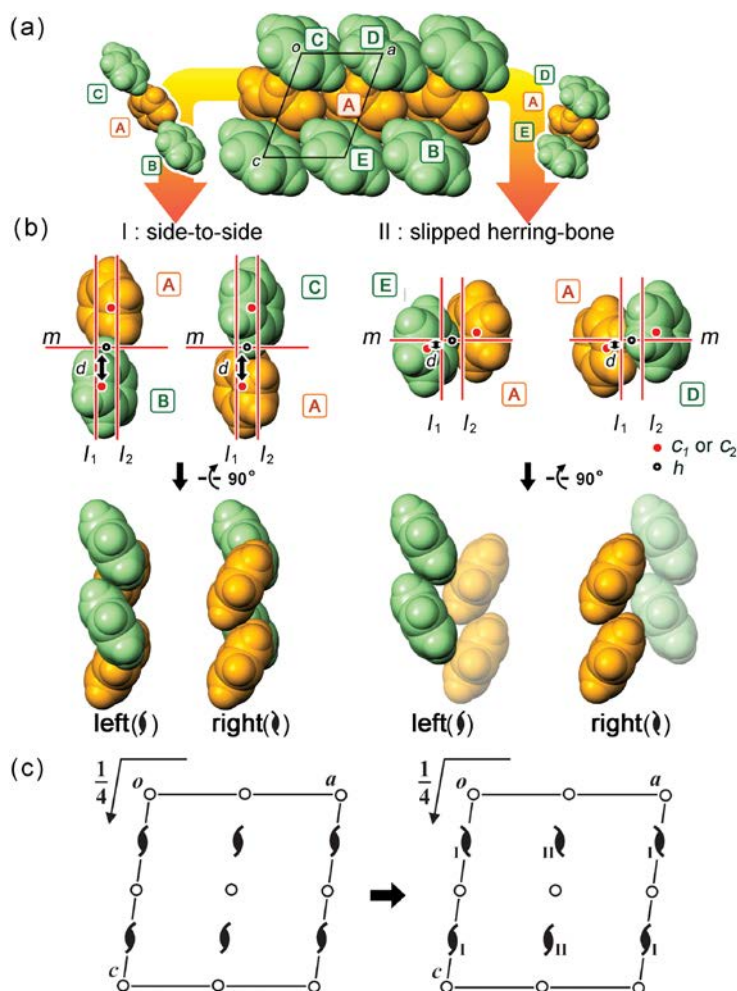 (a)
C
D
o
a
C
A
B
A
c
E
B
D
A
E
I : side-to-side
II : slipped herring-bone
(b)
A
C
E
A
m
m
m
d
d
d
d
B
A
A
D
l1 l2
l1 l2
l1 l2
l1 l2
c1 or c2
h
90°
90°
left( )
right( )
left( )
right( )
(c)
1/4
o
a
c
1/4
o
a
I
II
I
I
II
I
c